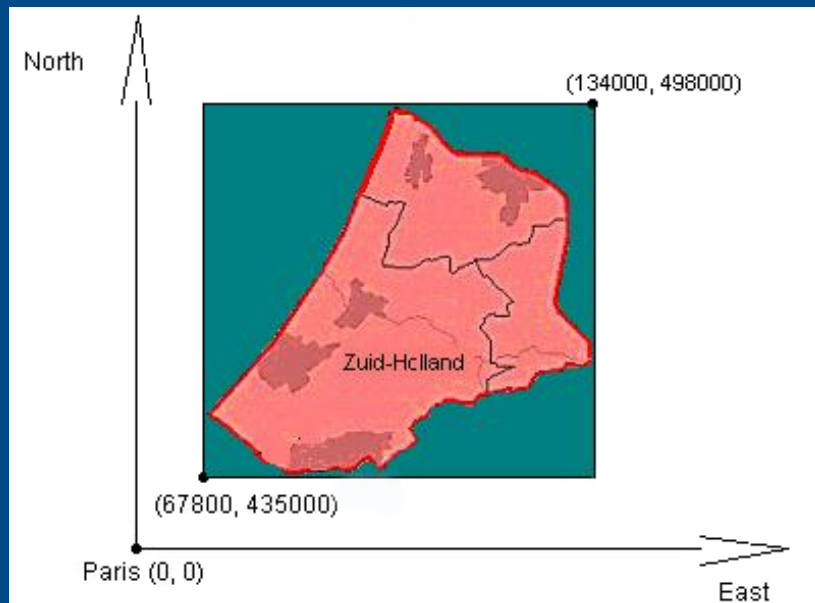 North
(134000, 498000)
Zuid-Holland
(67800, 435000)
Paris (0, 0)
East